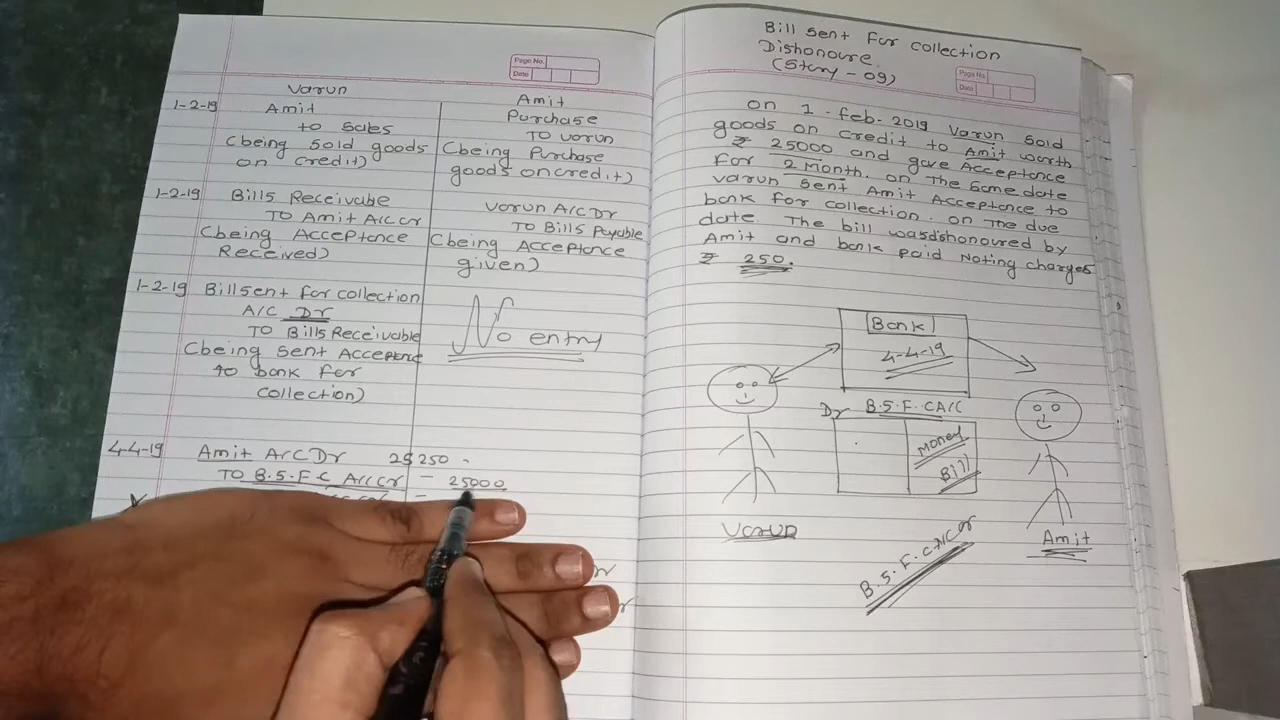 Page No.
Date
Varun
1-2-19 Amit
to sales
(being sold goods
on credit)
Amit
Purchase
TO varun
(being Purchase
goods on credit)
1-2-19 Bills Receivable
TO Amit A/C cr
(being Acceptance
Received)
varun A/C Dr
TO Bills Payable
(being Acceptance
given)
1-2-19 Bill sent for collection
A/C Dr
TO Bills Receivable
(being sent Acceptence
to bank for
collection)
No entry
4-4-19 Amit A/C Dr 25250 -
TO B.S.F.C A/C Cr - 25000
Bill sent for collection
Dishonoure
(Story - 09)
Page No.
Date
on 1 - feb - 2019 Varun sold
goods on credit to Amit worth
₹ 25000 and gave Acceptence
for 2 Month. on The same date
varun sent Amit Acceptence to
bank for collection. on The due
date The bill wasdishonoured by
Amit and bank paid Noting charges
₹ 250.
Bank
4-4-19
Dr B.S.F.C A/C
Money
Bill
Varun
Amit
B.S.F.C A/C cr